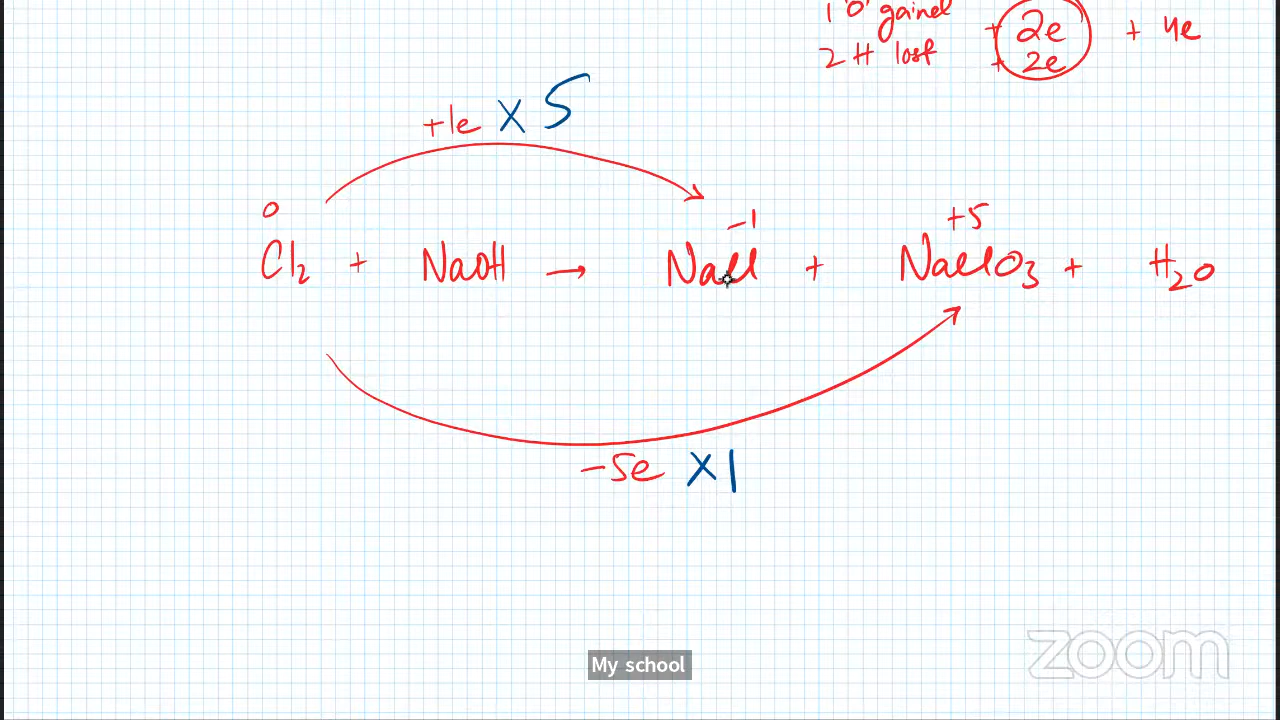 1 'O' gained + 2e + 4e
2 H lost + 2e
+1e X 5
0 -1 +5
Cl₂ + NaOH → NaCl + NaClO₃ + H₂O
-5e X 1
My school
zoom